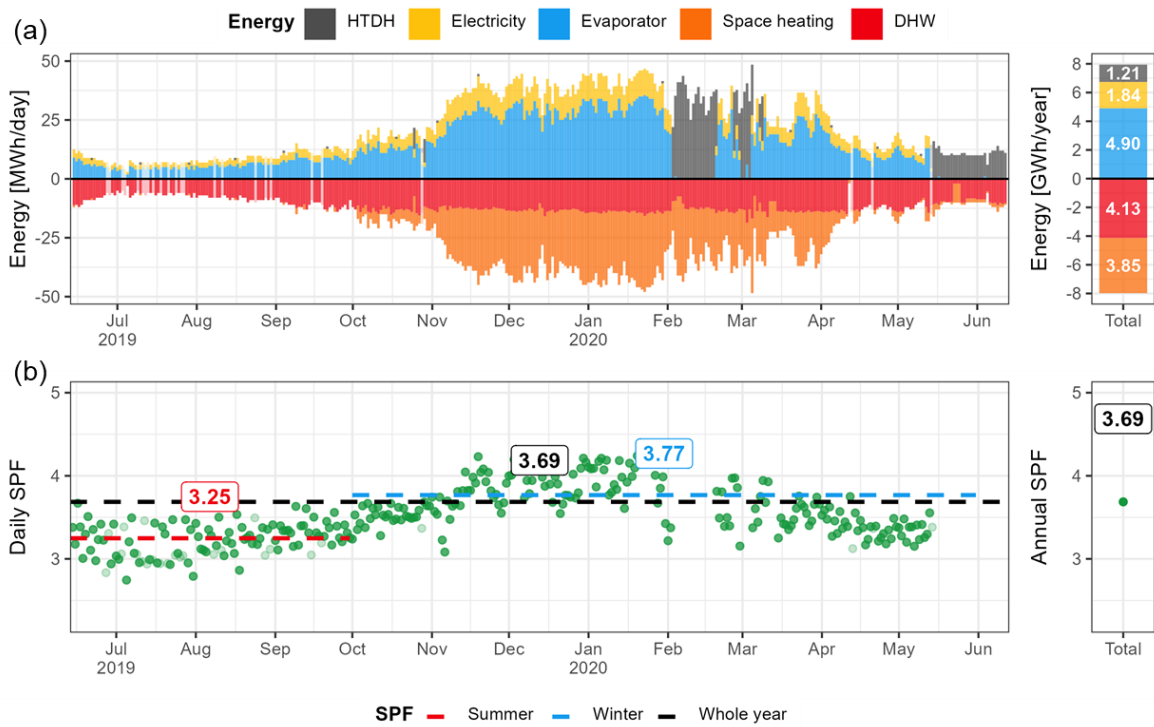 (a)
Energy HTDH Electricity Evaporator Space heating DHW
Energy [MWh/day]
50
25
0
-25
-50
Jul Aug Sep Oct Nov Dec Jan Feb Mar Apr May Jun
2019 2020
Energy [GWh/year]
8
6
4
2
0
-2
-4
-6
-8
1.21
1.84
4.90
4.13
3.85
Total
(b)
Daily SPF
5
4
3
3.25
3.69
3.77
Jul Aug Sep Oct Nov Dec Jan Feb Mar Apr May Jun
2019 2020
Annual SPF
5
4
3
3.69
Total
SPF Summer Winter Whole year